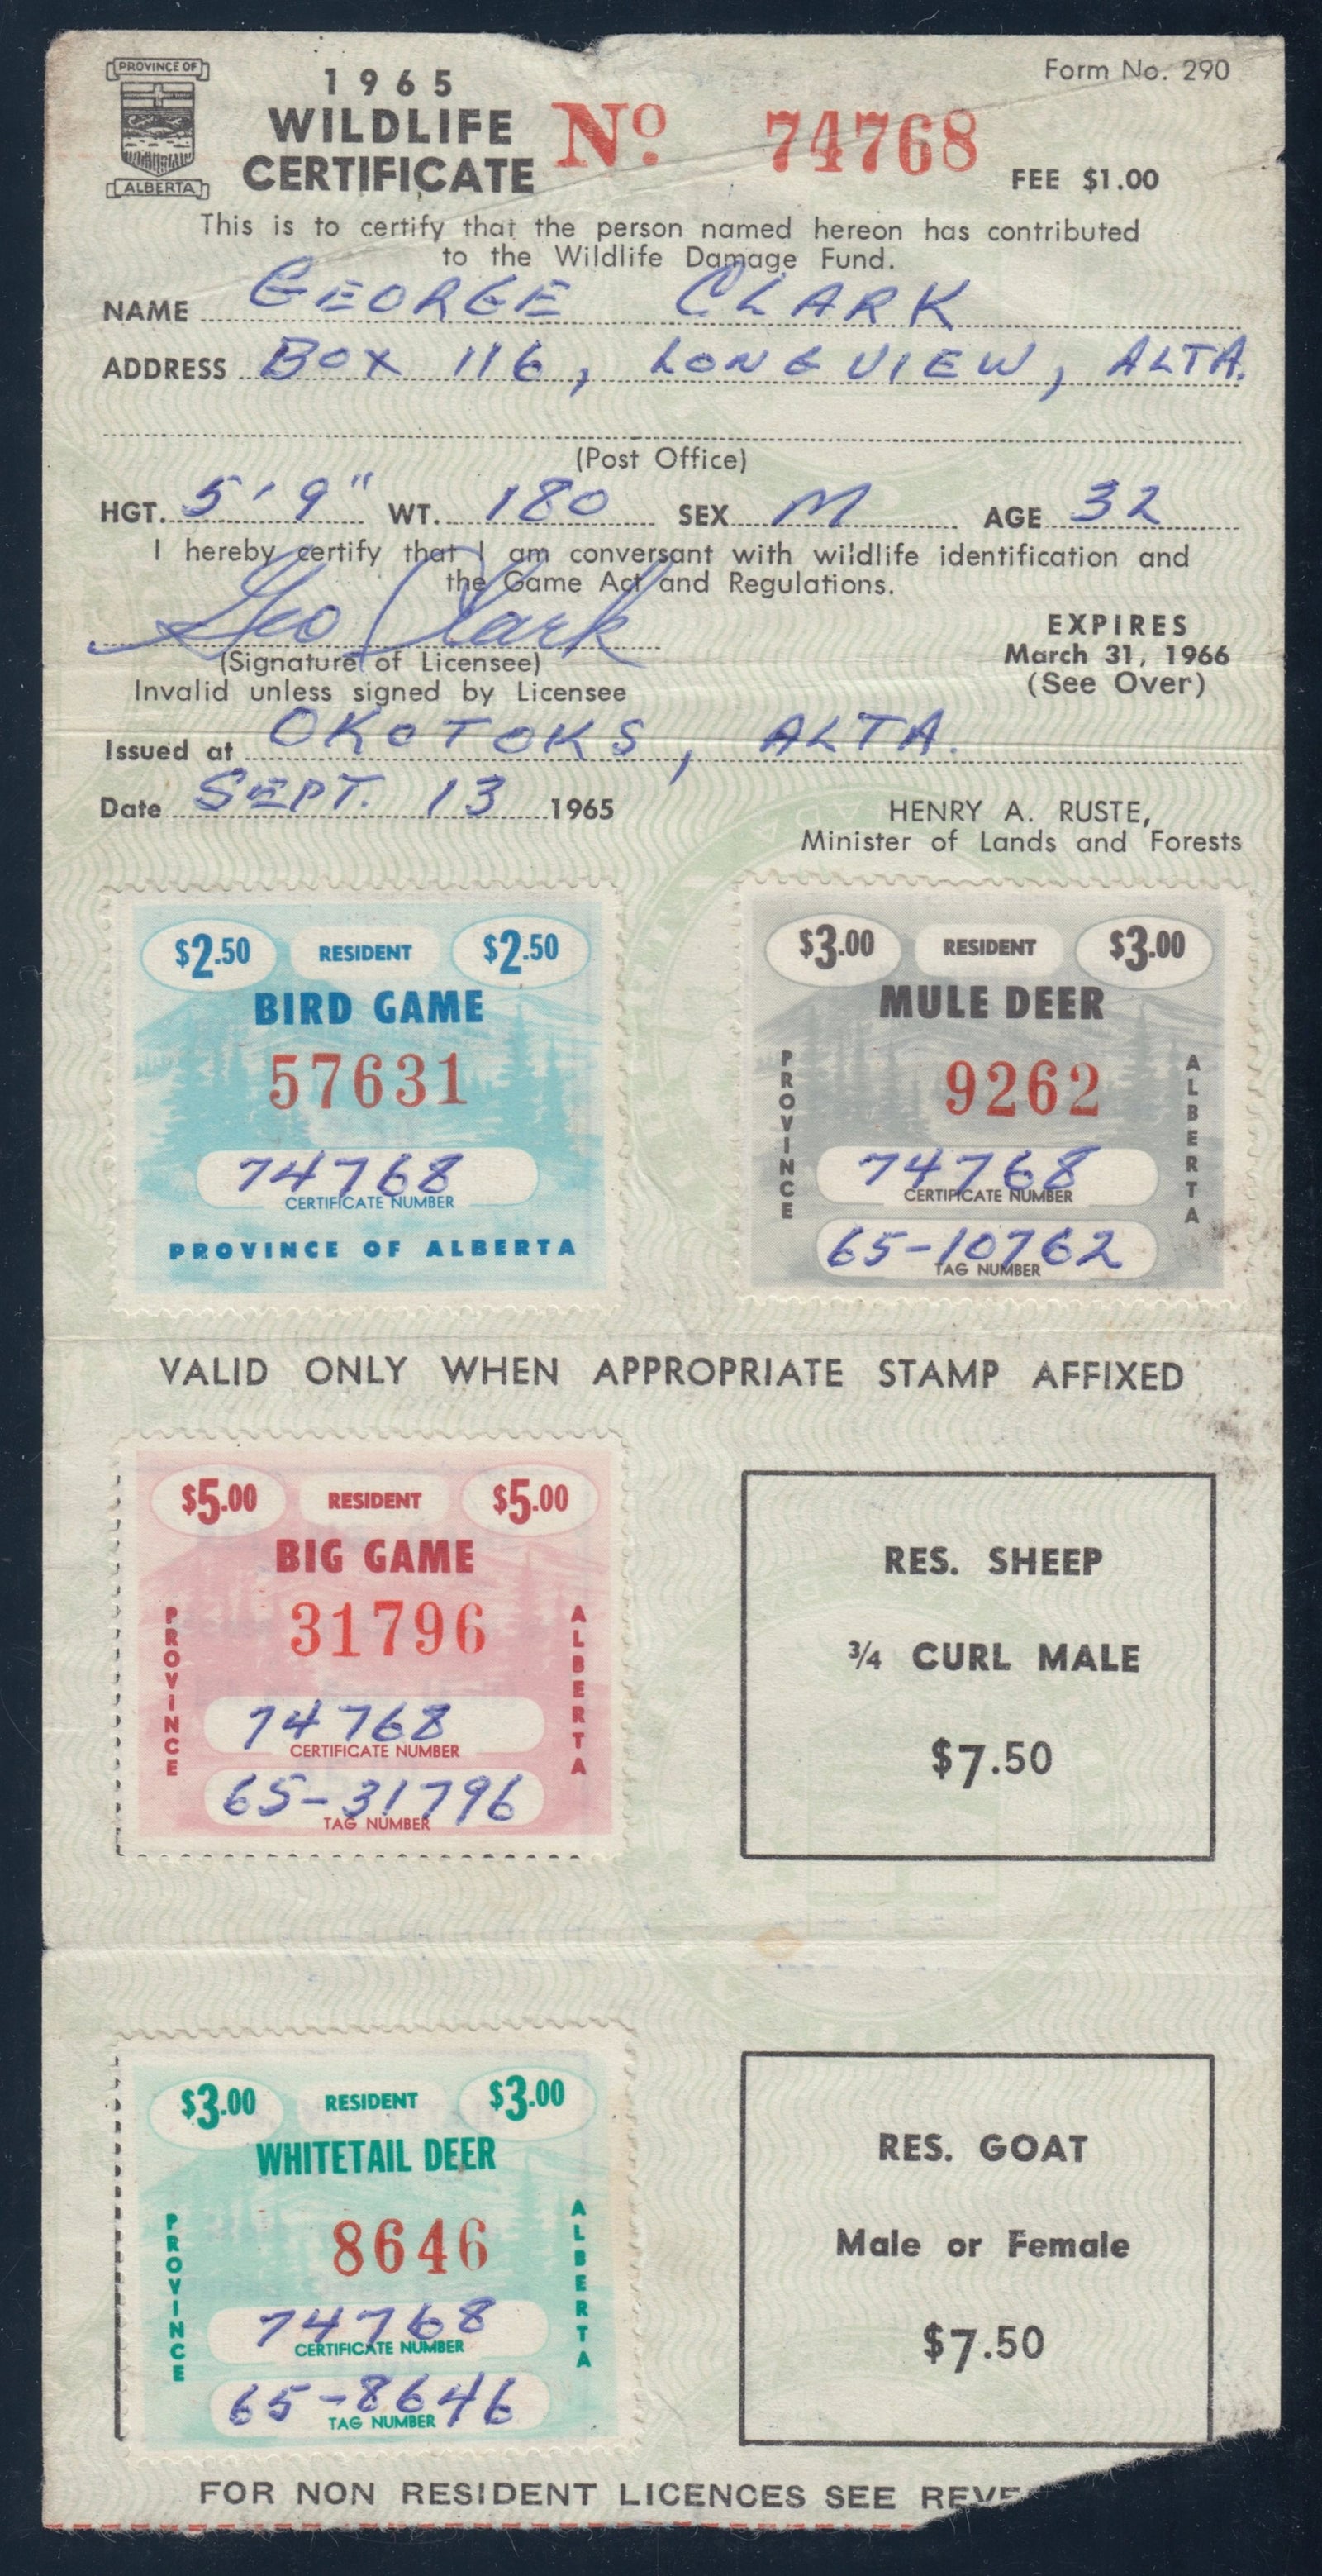 PROVINCE OF
ALBERTA
1965
WILDLIFE
CERTIFICATE
No. 74768
Form No. 290
FEE $1.00
This is to certify that the person named hereon has contributed
to the Wildlife Damage Fund.
NAME GEORGE CLARK
ADDRESS BOX 116, LONGVIEW, ALTA.
(Post Office)
HGT. 5'9" WT. 180 SEX M AGE 32
I hereby certify that I am conversant with wildlife identification and
the Game Act and Regulations.
Geo Clark
(Signature of Licensee)
Invalid unless signed by Licensee
EXPIRES
March 31, 1966
(See Over)
Issued at OKOTOKS, ALTA.
Date SEPT. 13 1965
HENRY A. RUSTE,
Minister of Lands and Forests
$2.50 RESIDENT $2.50
BIRD GAME
57631
74768
CERTIFICATE NUMBER
PROVINCE OF ALBERTA
$3.00 RESIDENT $3.00
MULE DEER
PROVINCE
9262
ALBERTA
74768
CERTIFICATE NUMBER
65-10762
TAG NUMBER
VALID ONLY WHEN APPROPRIATE STAMP AFFIXED
$5.00 RESIDENT $5.00
BIG GAME
PROVINCE
31796
ALBERTA
74768
CERTIFICATE NUMBER
65-31796
TAG NUMBER
RES. SHEEP
3/4 CURL MALE
$7.50
$3.00 RESIDENT $3.00
WHITETAIL DEER
PROVINCE
8646
ALBERTA
74768
CERTIFICATE NUMBER
65-8646
TAG NUMBER
RES. GOAT
Male or Female
$7.50
FOR NON RESIDENT LICENCES SEE REVE